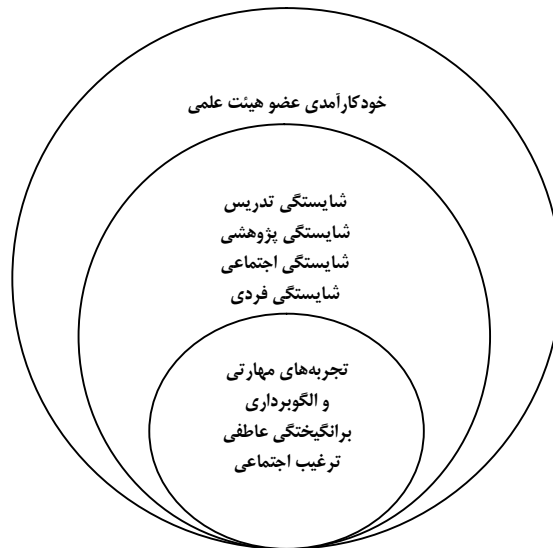 خودکارآمدی عضو هیئت علمی
شایستگی تدریس
شایستگی پژوهشی
شایستگی اجتماعی
شایستگی فردی
تجربه‌های مهارتی
و الگوبرداری
برانگیختگی عاطفی
ترغیب اجتماعی